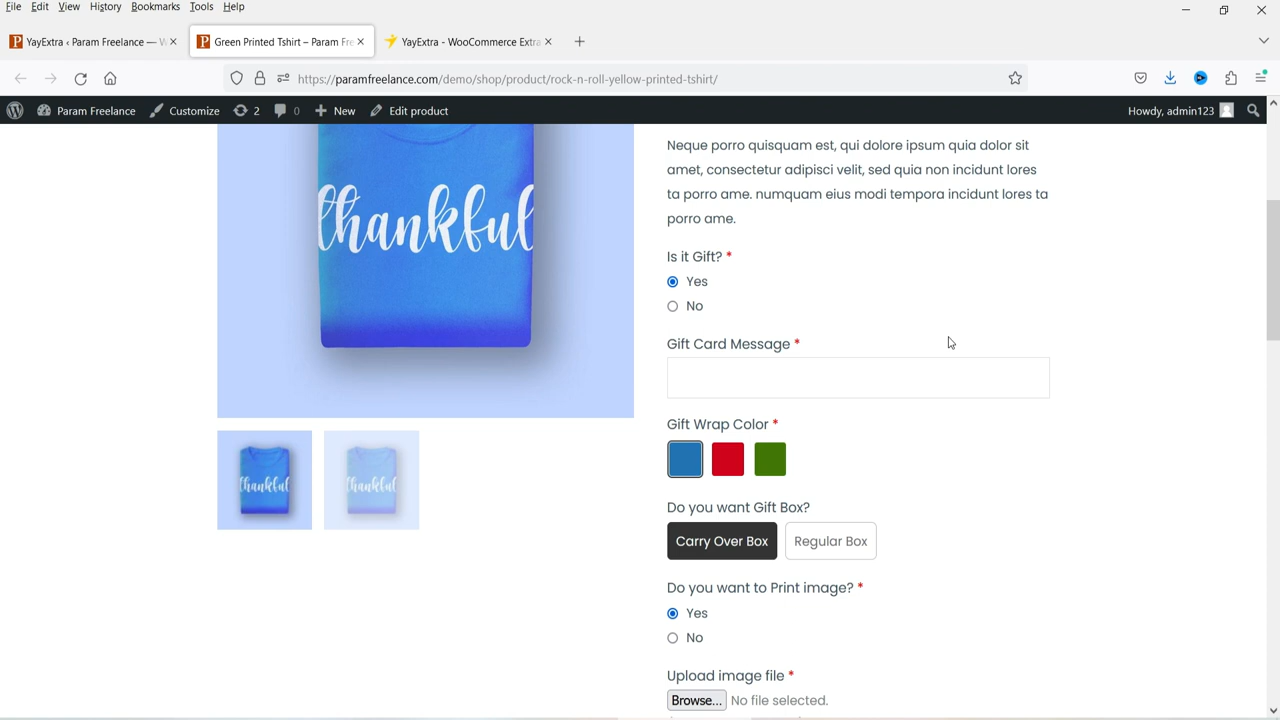 File Edit View History Bookmarks Tools Help
YayExtra ‹ Param Freelance — W
Green Printed Tshirt – Param Fre
YayExtra - WooCommerce Extra
https://paramfreelance.com/demo/shop/product/rock-n-roll-yellow-printed-tshirt/
Param Freelance Customize 2 0 New Edit product Howdy, admin123
Neque porro quisquam est, qui dolore ipsum quia dolor sit
amet, consectetur adipisci velit, sed quia non incidunt lores
ta porro ame. numquam eius modi tempora incidunt lores ta
porro ame.
thankful
Is it Gift? *
Yes
No
Gift Card Message *
Gift Wrap Color *
thankful thankful
Do you want Gift Box?
Carry Over Box Regular Box
Do you want to Print image? *
Yes
No
Upload image file *
Browse... No file selected.